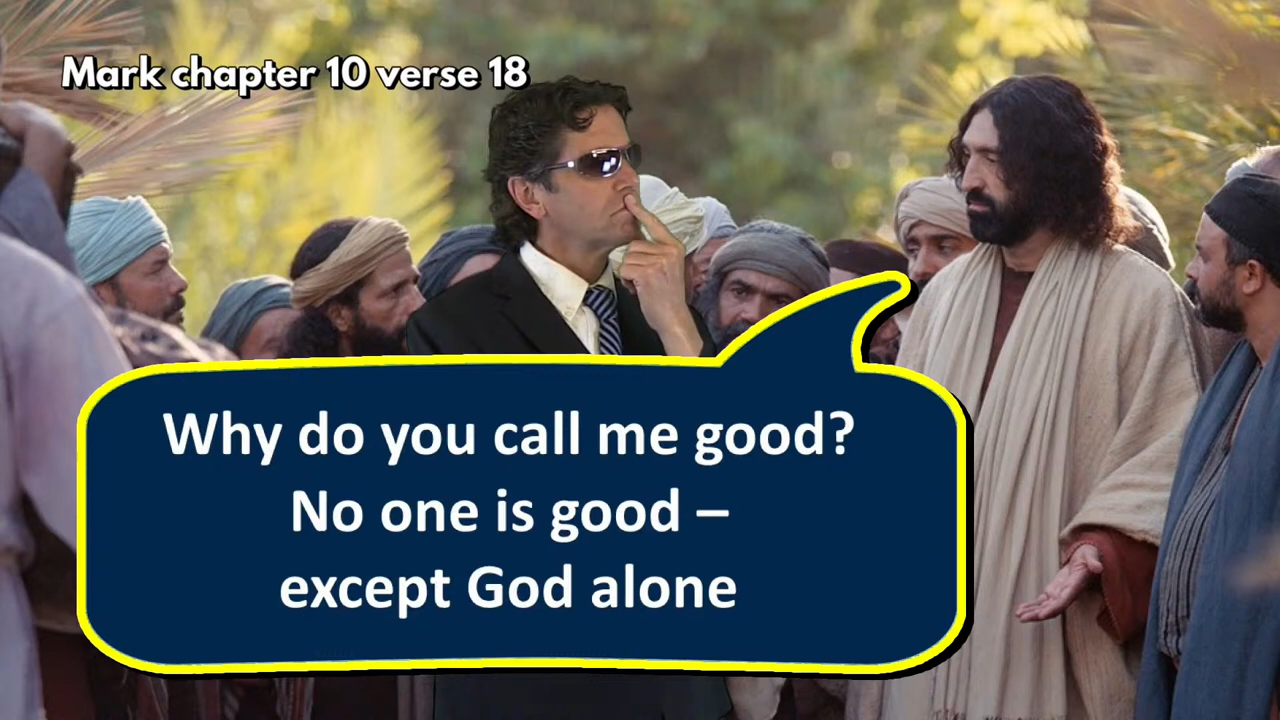 Mark chapter 10 verse 18
Why do you call me good?
No one is good –
except God alone